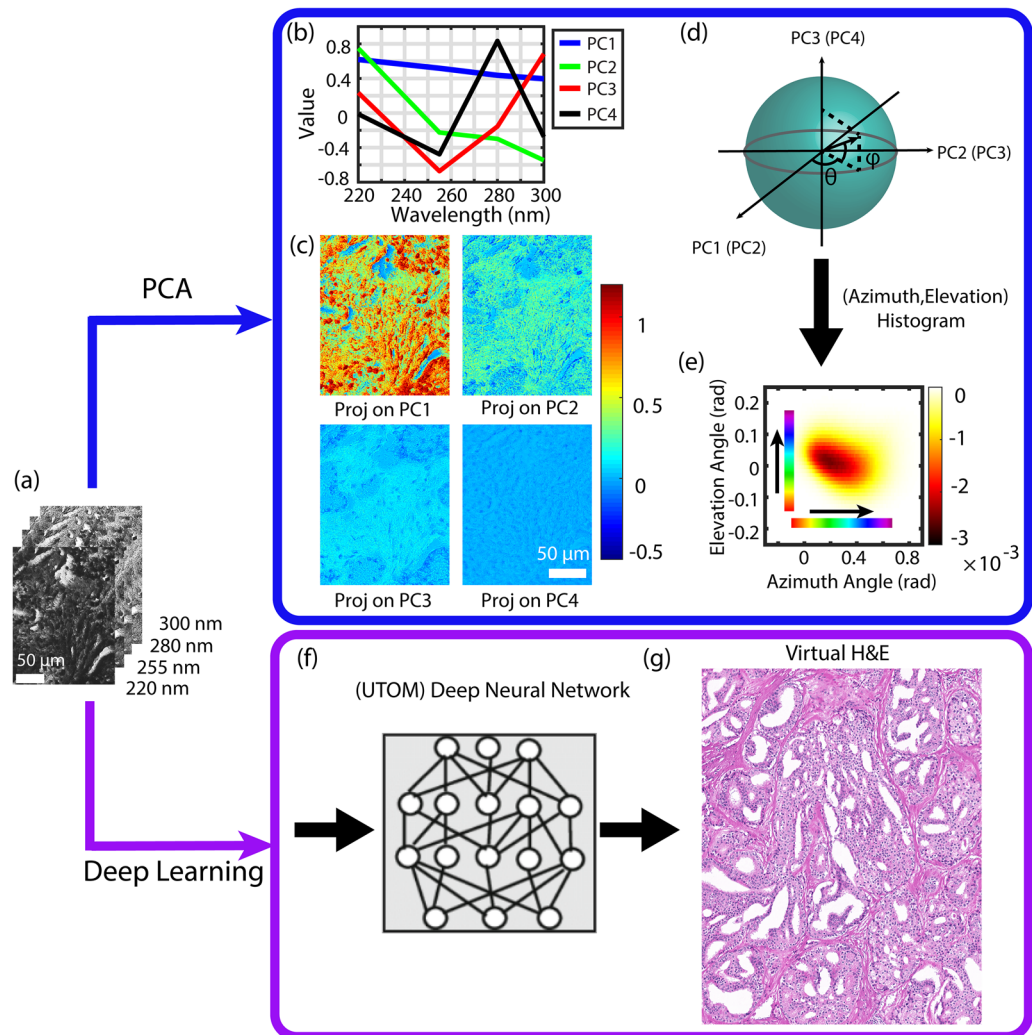 (a)
50 µm
300 nm
280 nm
255 nm
220 nm
PCA
Deep Learning
(b)
0.8
0.4
0
-0.4
-0.8
Value
220
240
260
280
300
Wavelength (nm)
PC1
PC2
PC3
PC4
(c)
Proj on PC1
Proj on PC2
Proj on PC3
Proj on PC4
50 µm
1
0.5
0
-0.5
(d)
PC3 (PC4)
PC2 (PC3)
PC1 (PC2)
θ
φ
(Azimuth,Elevation)
Histogram
(e)
0.2
0.1
0
-0.1
-0.2
Elevation Angle (rad)
0
0.4
0.8
Azimuth Angle (rad)
×10⁻³
0
-1
-2
-3
(f)
(UTOM) Deep Neural Network
(g)
Virtual H&E